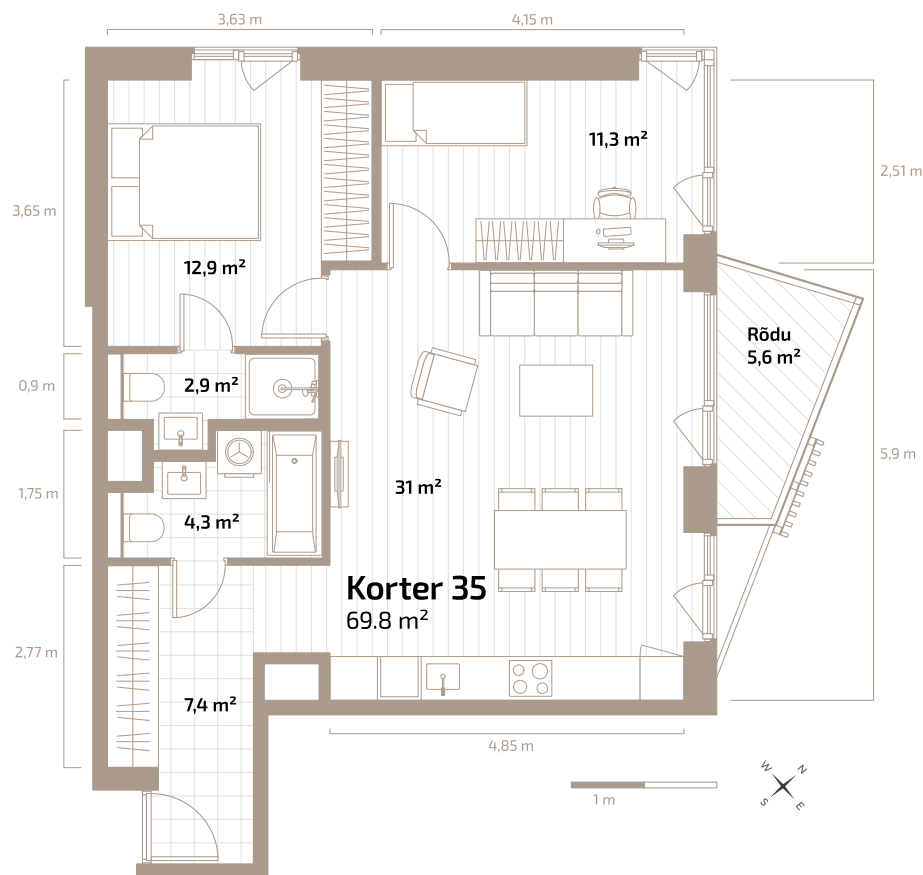 3,63 m
4,15 m
11,3 m²
2,51 m
3,65 m
12,9 m²
Rõdu
5,6 m²
0,9 m
2,9 m²
5,9 m
1,75 m
31 m²
4,3 m²
Korter 35
69.8 m²
2,77 m
7,4 m²
4,85 m
1 m
W
N
S
E